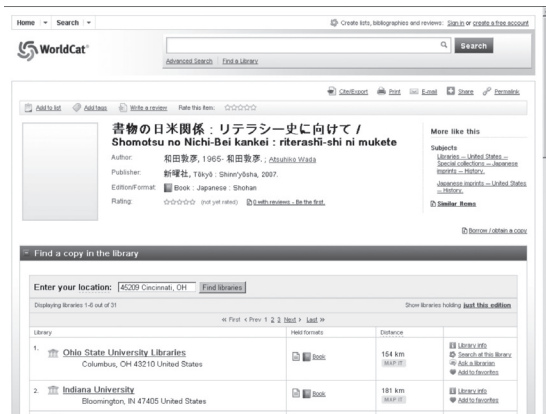 Home Search
Create lists, bibliographies and reviews: Sign in or create a free account
WorldCat®
Search
Advanced Search Find a Library
Cite/Export Print E-mail Share Permalink
Add to list Add tags Write a review Rate this item:
書物の日米関係 : リテラシー史に向けて /
Shomotsu no Nichi-Bei kankei : riterashī-shi ni mukete
Author: 和田敦彦, 1965- 和田敦彦. ; Atsuhiko Wada
Publisher: 新曜社, Tōkyō : Shinn'yōsha, 2007.
Edition/Format: Book : Japanese : Shohan
Rating: (not yet rated) 0 with reviews - Be the first.
More like this
Subjects
Libraries -- United States --
Special collections -- Japanese
imprints -- History.
Japanese imprints -- United States
-- History.
Similar Items
Borrow / obtain a copy
Find a copy in the library
Enter your location: 45209 Cincinnati, OH Find libraries
Displaying libraries 1-6 out of 31
Show libraries holding just this edition
« First < Prev 1 2 3 Next > Last »
Library Held formats Distance
1. Ohio State University Libraries
Columbus, OH 43210 United States
Book
154 km
MAP IT
Library info
Search at this library
Ask a librarian
Add to favorites
2. Indiana University
Bloomington, IN 47405 United States
Book
181 km
MAP IT
Library info
Add to favorites